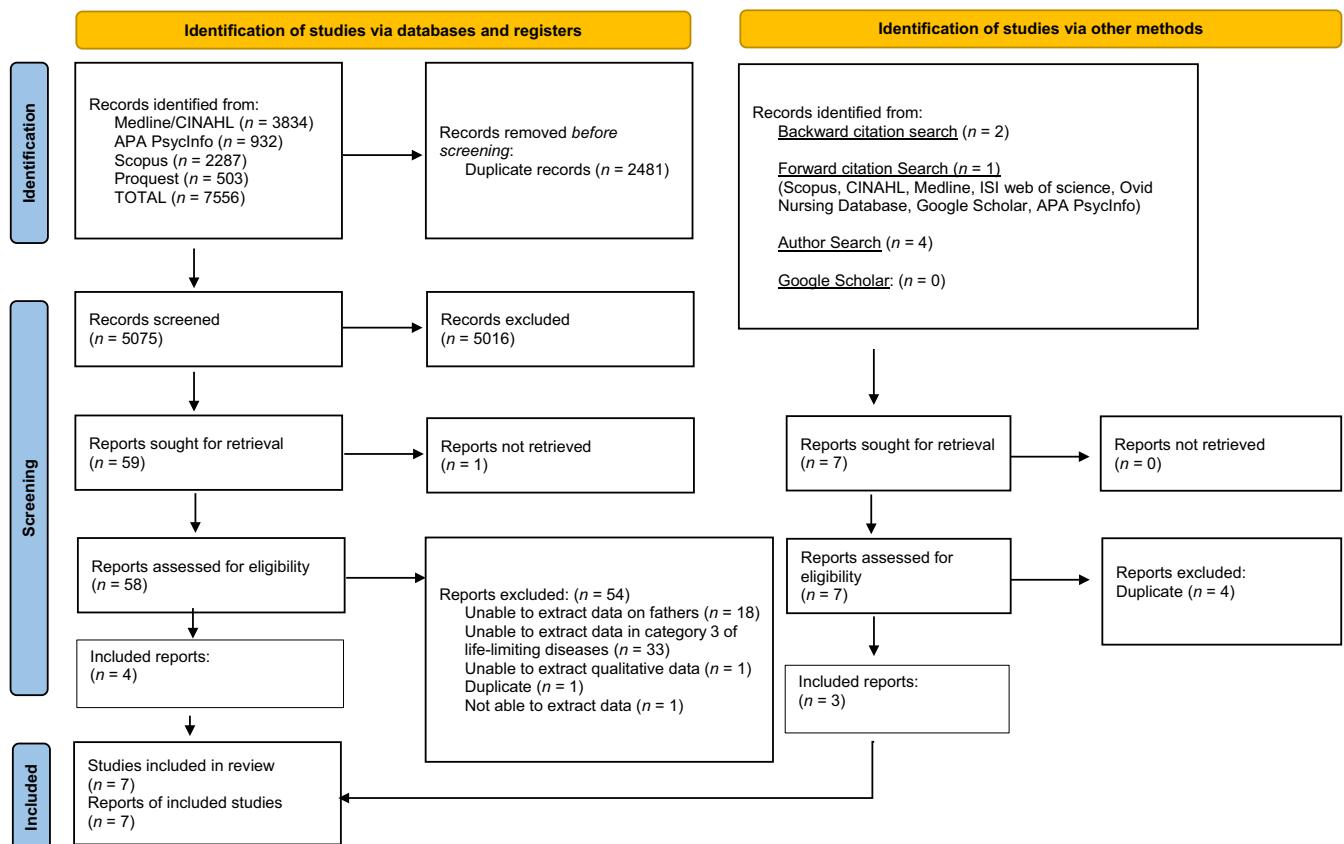 Identification of studies via databases and registers
Identification of studies via other methods
Identification
Records identified from:
Medline/CINAHL (n = 3834)
APA PsycInfo (n = 932)
Scopus (n = 2287)
Proquest (n = 503)
TOTAL (n = 7556)
Records removed before
screening:
Duplicate records (n = 2481)
Records identified from:
Backward citation search (n = 2)
Forward citation Search (n = 1)
(Scopus, CINAHL, Medline, ISI web of science, Ovid
Nursing Database, Google Scholar, APA PsycInfo)
Author Search (n = 4)
Google Scholar: (n = 0)
Screening
Records screened
(n = 5075)
Records excluded
(n = 5016)
Reports sought for retrieval
(n = 59)
Reports not retrieved
(n = 1)
Reports sought for retrieval
(n = 7)
Reports not retrieved
(n = 0)
Reports assessed for eligibility
(n = 58)
Reports excluded: (n = 54)
Unable to extract data on fathers (n = 18)
Unable to extract data in category 3 of
life-limiting diseases (n = 33)
Unable to extract qualitative data (n = 1)
Duplicate (n = 1)
Not able to extract data (n = 1)
Reports assessed for
eligibility
(n = 7)
Reports excluded:
Duplicate (n = 4)
Included reports:
(n = 4)
Included reports:
(n = 3)
Included
Studies included in review
(n = 7)
Reports of included studies
(n = 7)